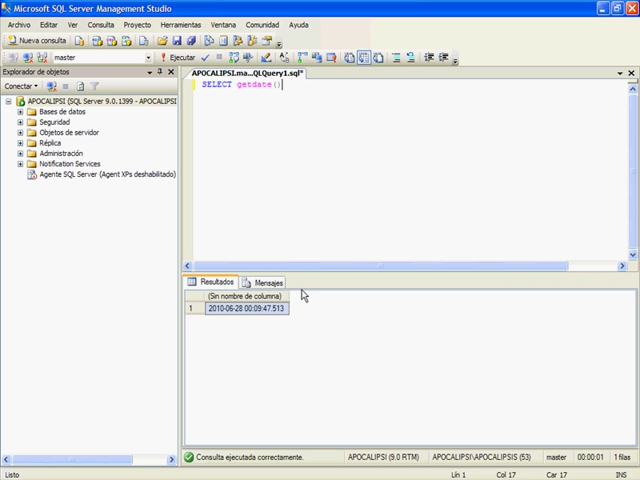 Microsoft SQL Server Management Studio
Archivo Editar Ver Consulta Proyecto Herramientas Ventana Comunidad Ayuda
Nueva consulta
master Ejecutar
Explorador de objetos
Conectar
APOCALIPSI (SQL Server 9.0.1399 - APOCALIPSI
Bases de datos
Seguridad
Objetos de servidor
Réplica
Administración
Notification Services
Agente SQL Server (Agent XPs deshabilitado)
APOCALIPSI.ma...QLQuery1.sql*
SELECT getdate()
Resultados Mensajes
(Sin nombre de columna)
1 2010-06-28 00:09:47.513
Consulta ejecutada correctamente. APOCALIPSI (9.0 RTM) APOCALIPSI\APOCALIPSIS (53) master 00:00:01 1 filas
Listo Lín 1 Col 17 Car 17 INS